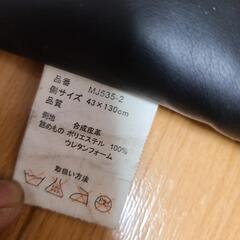 品番 MJ535-2
側サイズ 43×130cm
品質
側地 合成皮革
詰めもの ポリエステル 100%
ウレタンフォーム
取扱い方法